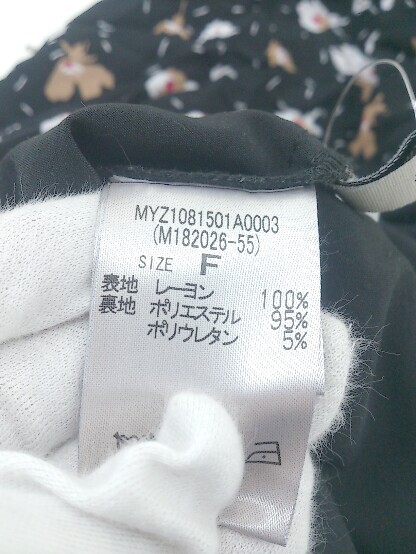 MYZ1081501A0003
(M182026-55)
SIZE F
表地 レーヨン 100%
裏地 ポリエステル 95%
ポリウレタン 5%